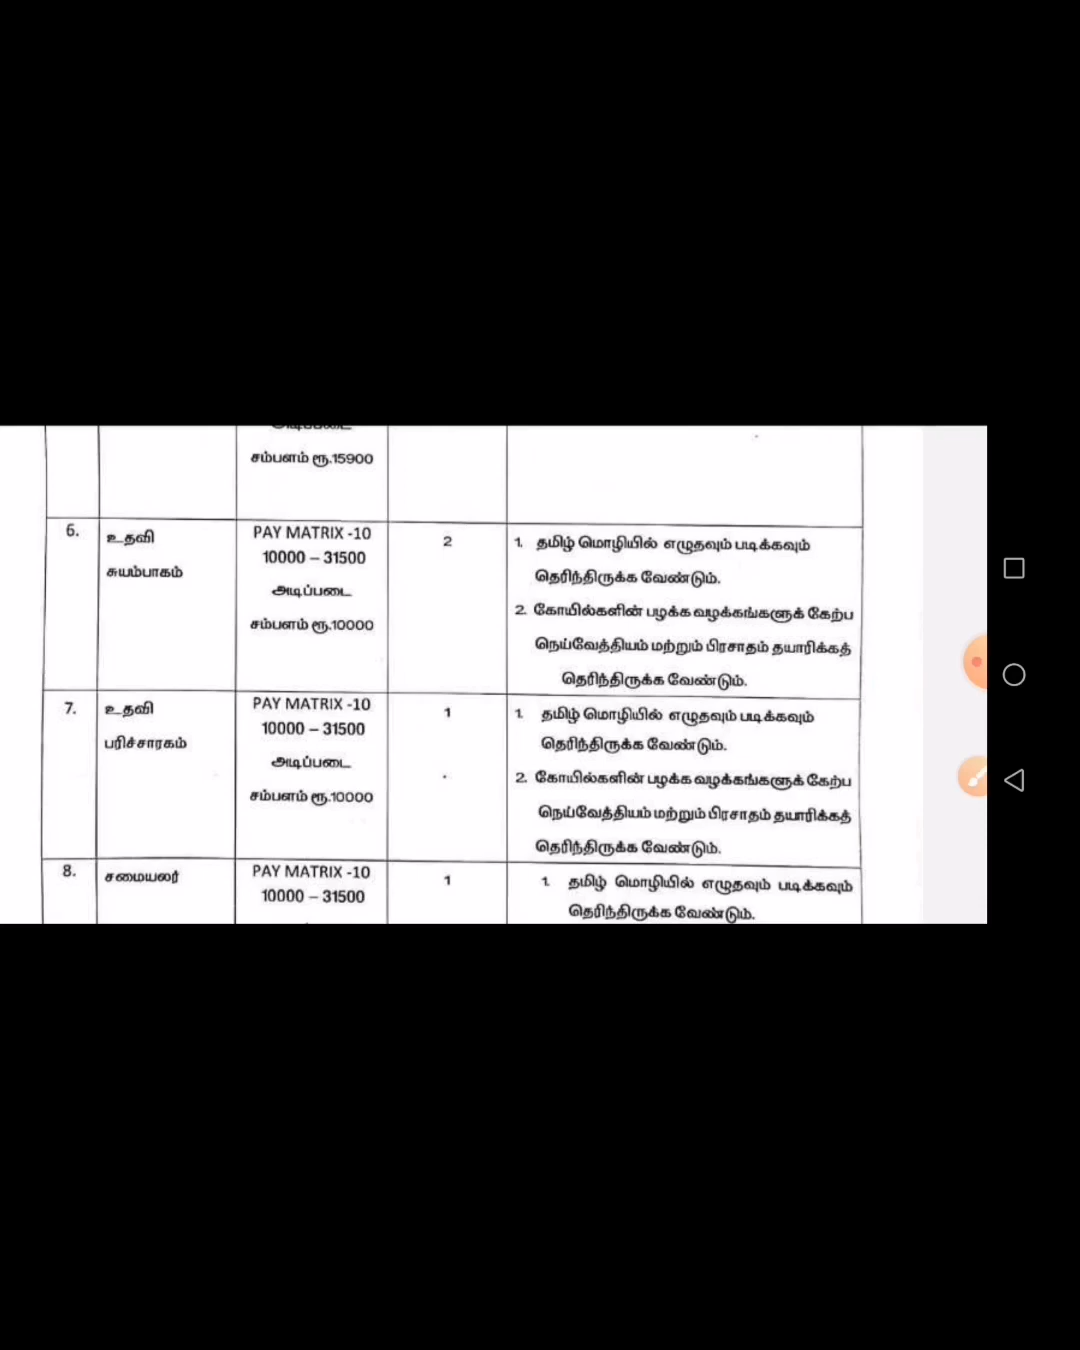 அடிப்படை
சம்பளம் ரூ.15900
6.
உதவி
சுயம்பாகம்
PAY MATRIX -10
10000 – 31500
அடிப்படை
சம்பளம் ரூ.10000
2
1. தமிழ் மொழியில் எழுதவும் படிக்கவும்
தெரிந்திருக்க வேண்டும்.
2. கோயில்களின் பழக்க வழக்கங்களுக் கேற்ப
நெய்வேத்தியம் மற்றும் பிரசாதம் தயாரிக்கத்
தெரிந்திருக்க வேண்டும்.
7.
உதவி
பரிச்சாரகம்
PAY MATRIX -10
10000 – 31500
அடிப்படை
சம்பளம் ரூ.10000
1
1. தமிழ் மொழியில் எழுதவும் படிக்கவும்
தெரிந்திருக்க வேண்டும்.
2. கோயில்களின் பழக்க வழக்கங்களுக் கேற்ப
நெய்வேத்தியம் மற்றும் பிரசாதம் தயாரிக்கத்
தெரிந்திருக்க வேண்டும்.
8.
சமையலர்
PAY MATRIX -10
10000 – 31500
1
1. தமிழ் மொழியில் எழுதவும் படிக்கவும்
தெரிந்திருக்க வேண்டும்.